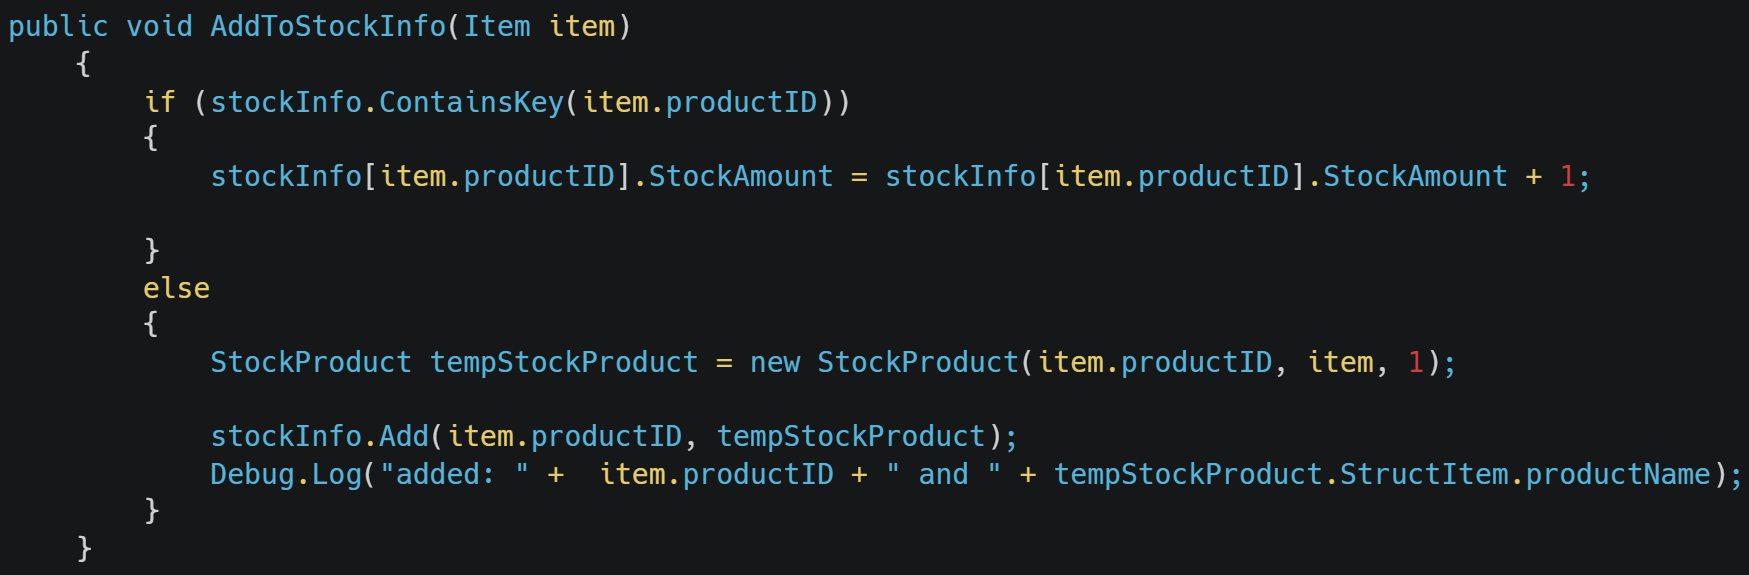 public void AddToStockInfo(Item item)
{
if (stockInfo.ContainsKey(item.productID))
{
stockInfo[item.productID].StockAmount = stockInfo[item.productID].StockAmount + 1;
}
else
{
StockProduct tempStockProduct = new StockProduct(item.productID, item, 1);
stockInfo.Add(item.productID, tempStockProduct);
Debug.Log("added: " +  item.productID + " and " + tempStockProduct.StructItem.productName);
}
}